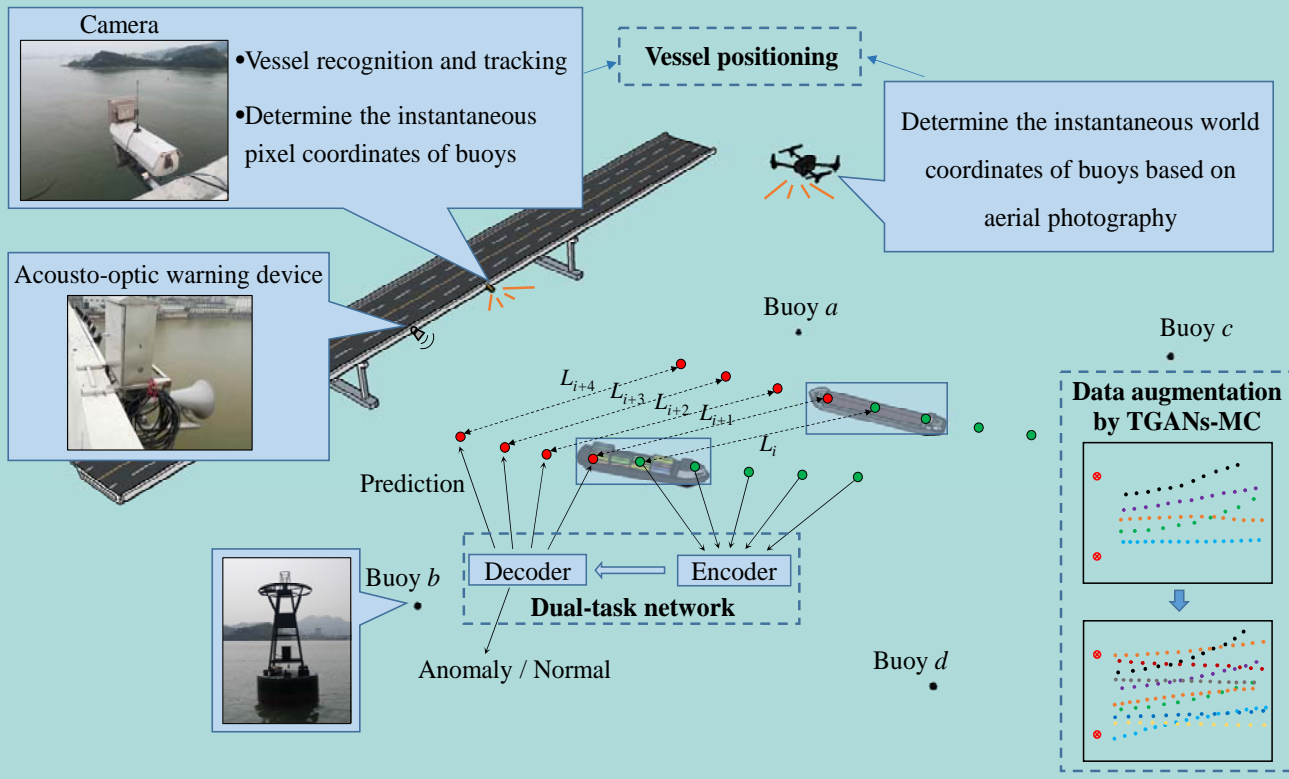 Camera
•Vessel recognition and tracking
•Determine the instantaneous
pixel coordinates of buoys
Vessel positioning
Determine the instantaneous world
coordinates of buoys based on
aerial photography
Acousto-optic warning device
Buoy a
Buoy c
L_{i+4}
L_{i+3}
L_{i+2}
L_{i+1}
L_i
Data augmentation
by TGANs-MC
Prediction
Decoder
Encoder
Dual-task network
Buoy b
Anomaly / Normal
Buoy d